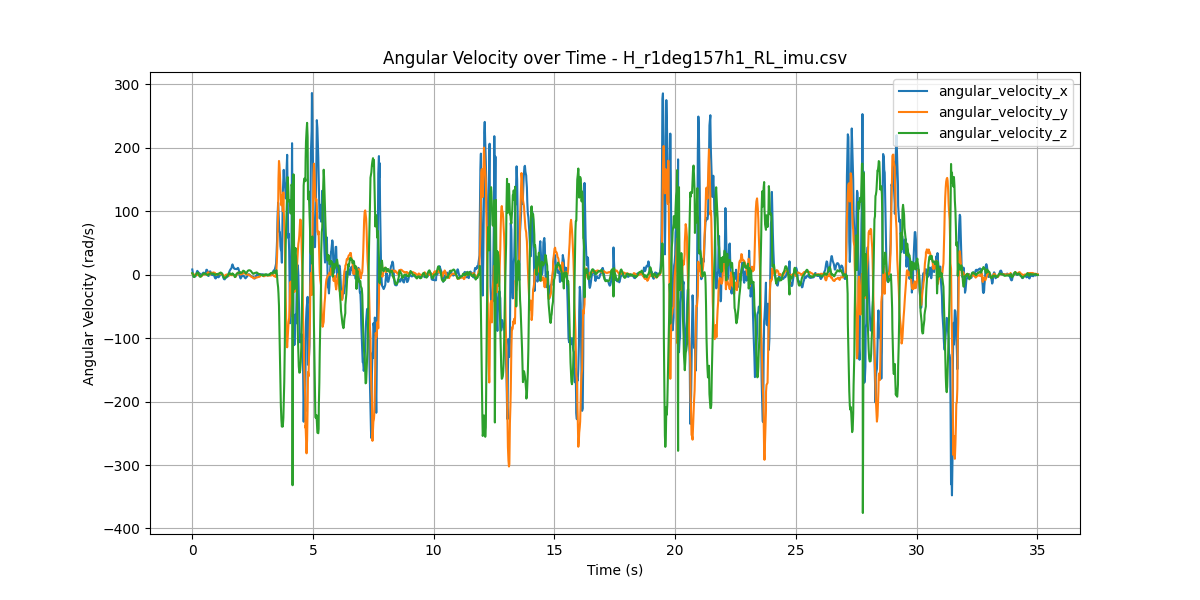 Angular Velocity over Time - H_r1deg157h1_RL_imu.csv
angular_velocity_x
angular_velocity_y
angular_velocity_z
Angular Velocity (rad/s)
300
200
100
0
−100
−200
−300
−400
0 5 10 15 20 25 30 35
Time (s)